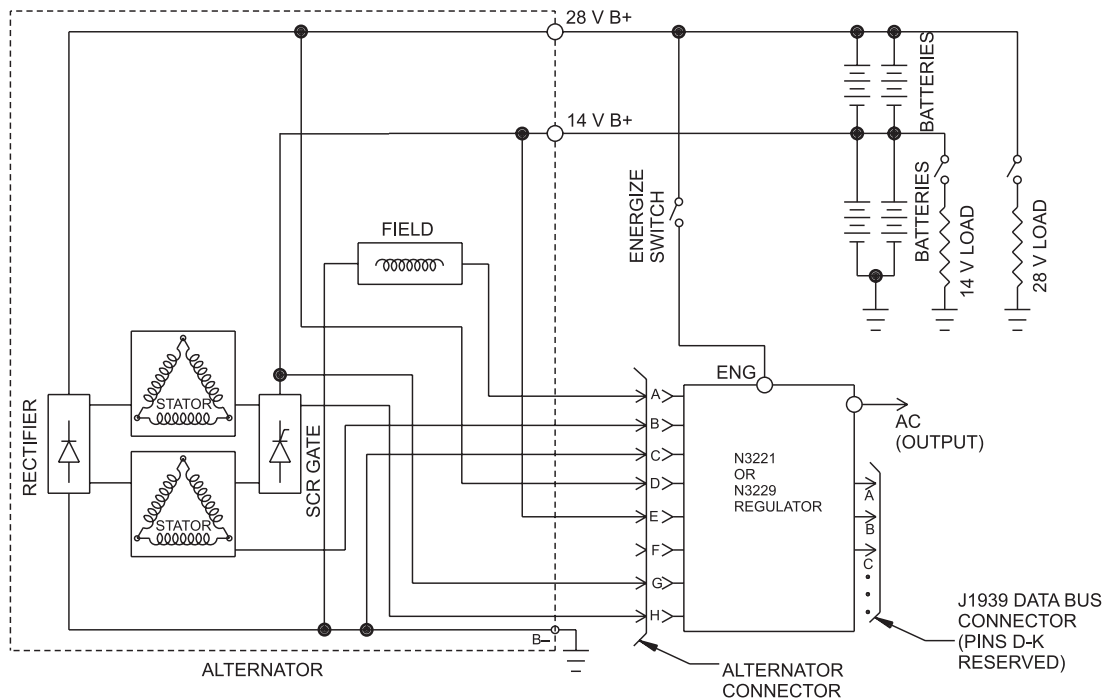 28 V B+
14 V B+
BATTERIES
BATTERIES
ENERGIZE
SWITCH
14 V LOAD
28 V LOAD
FIELD
RECTIFIER
STATOR
STATOR
SCR GATE
ENG
A
B
C
D
E
F
G
H
N3221
OR
N3229
REGULATOR
AC
(OUTPUT)
A
B
C
J1939 DATA BUS
CONNECTOR
(PINS D-K
RESERVED)
B–
ALTERNATOR
ALTERNATOR
CONNECTOR